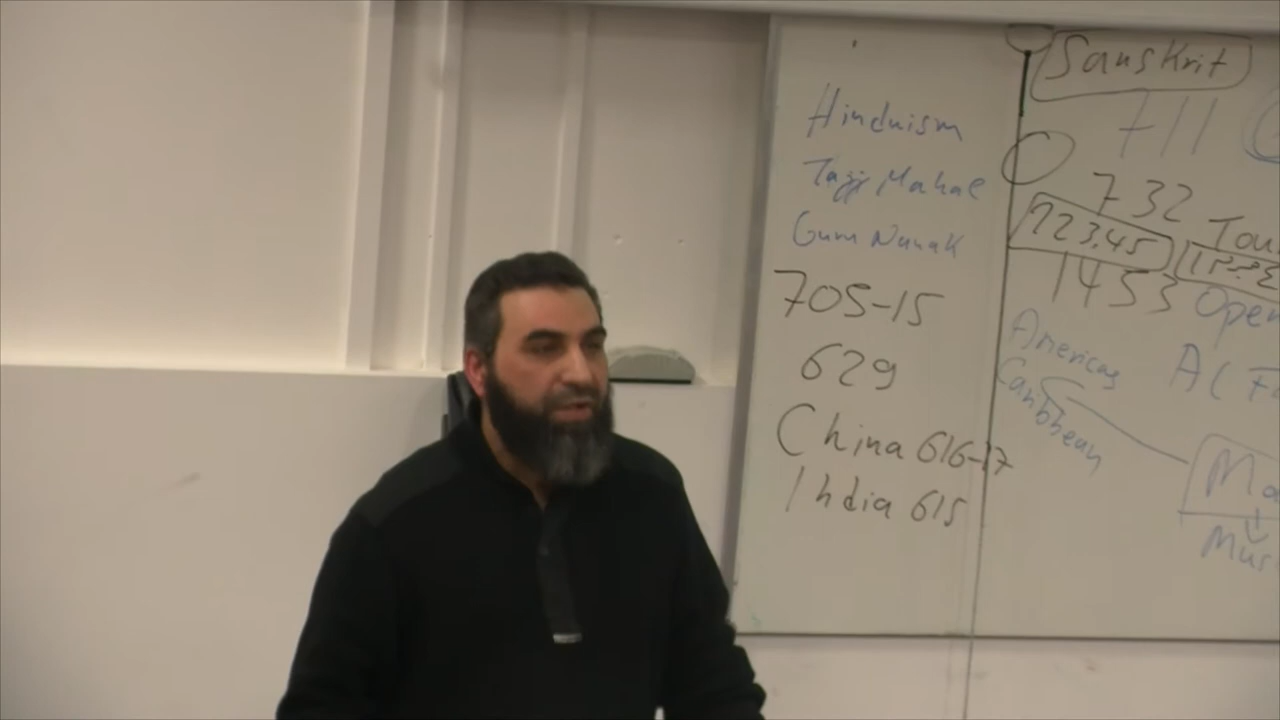 Hinduism
Tajj Mahal
Guru Nanak
705-15
629
China 616-17
India 615
Sanskrit
711
732
1453
Open
Americas
Caribbean